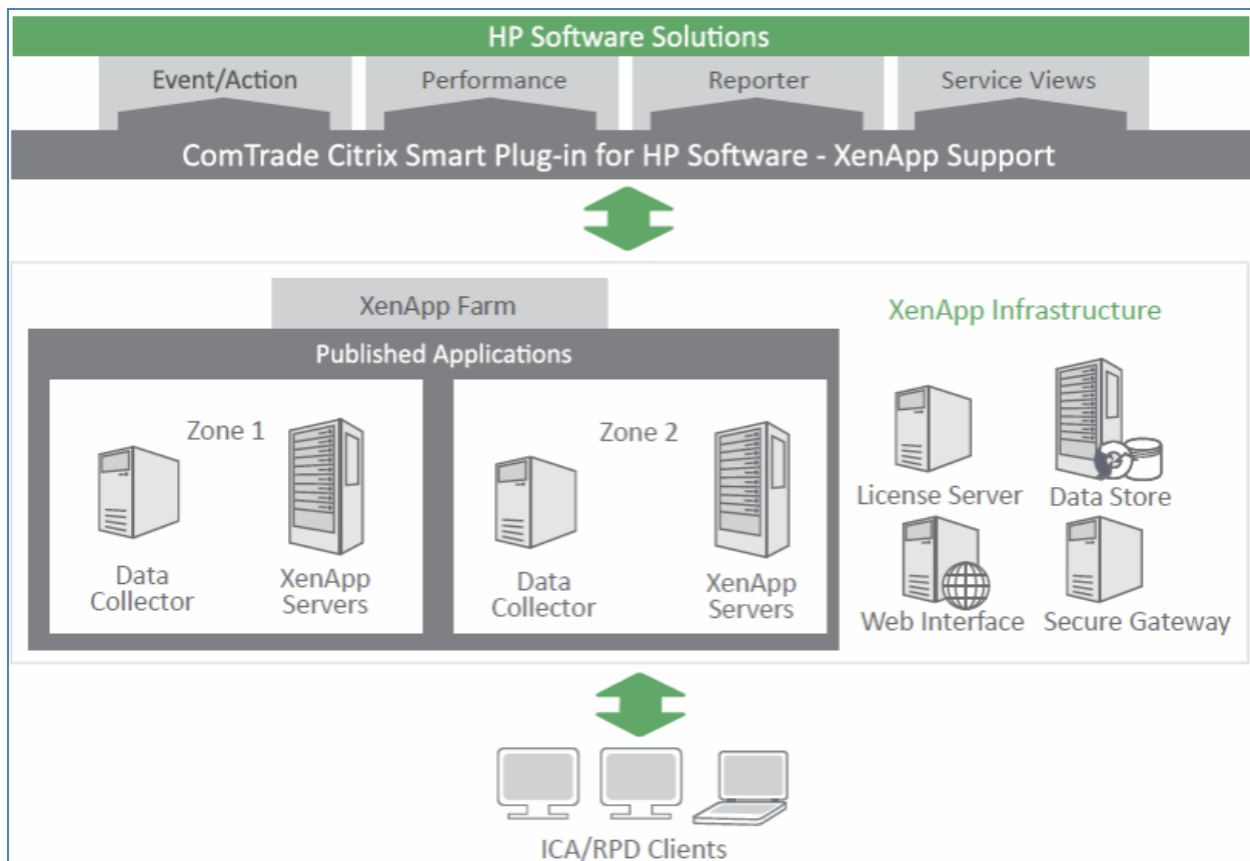 HP Software Solutions
Event/Action
Performance
Reporter
Service Views
ComTrade Citrix Smart Plug-in for HP Software - XenApp Support
XenApp Farm
XenApp Infrastructure
Published Applications
Zone 1
Data
Collector
XenApp
Servers
Zone 2
Data
Collector
XenApp
Servers
License Server
Data Store
Web Interface
Secure Gateway
ICA/RPD Clients